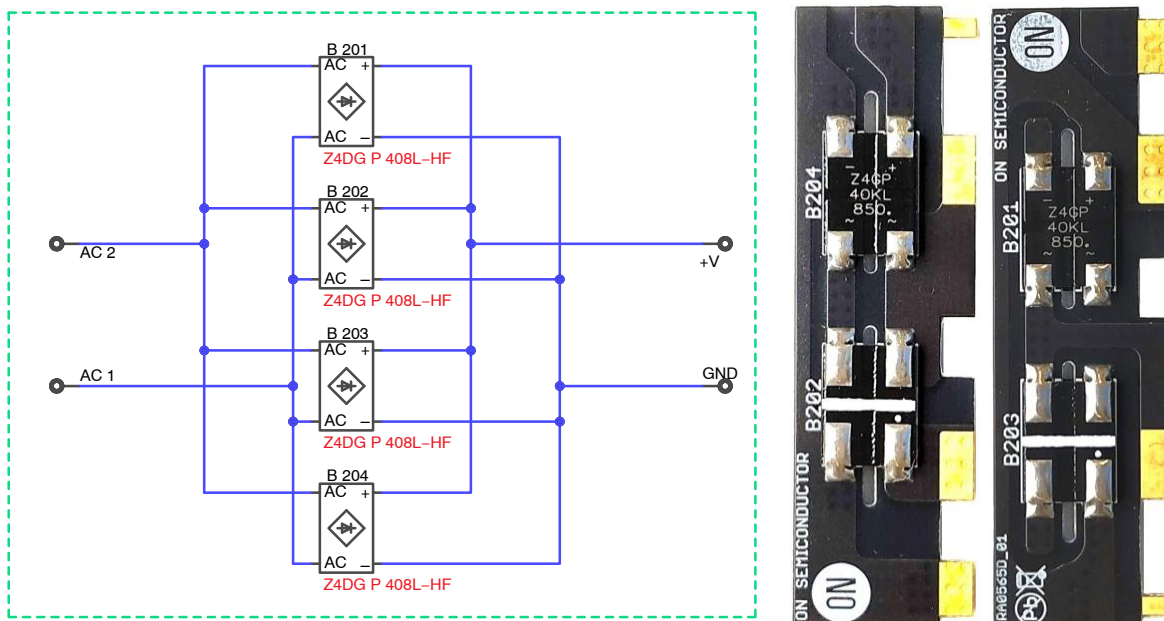 B 201
AC +
AC −
Z4DG P 408L−HF
B 202
AC +
AC −
Z4DG P 408L−HF
AC 2
+V
B 203
AC +
AC −
Z4DG P 408L−HF
AC 1
GND
B 204
AC +
AC −
Z4DG P 408L−HF
B204
− +
Z4GP
40KL
850.
~ ~
B202
ON SEMICONDUCTOR
ON
ON
ON SEMICONDUCTOR
B201
− +
Z4GP
40KL
850.
~ ~
B203
RA0565D_01
Pb